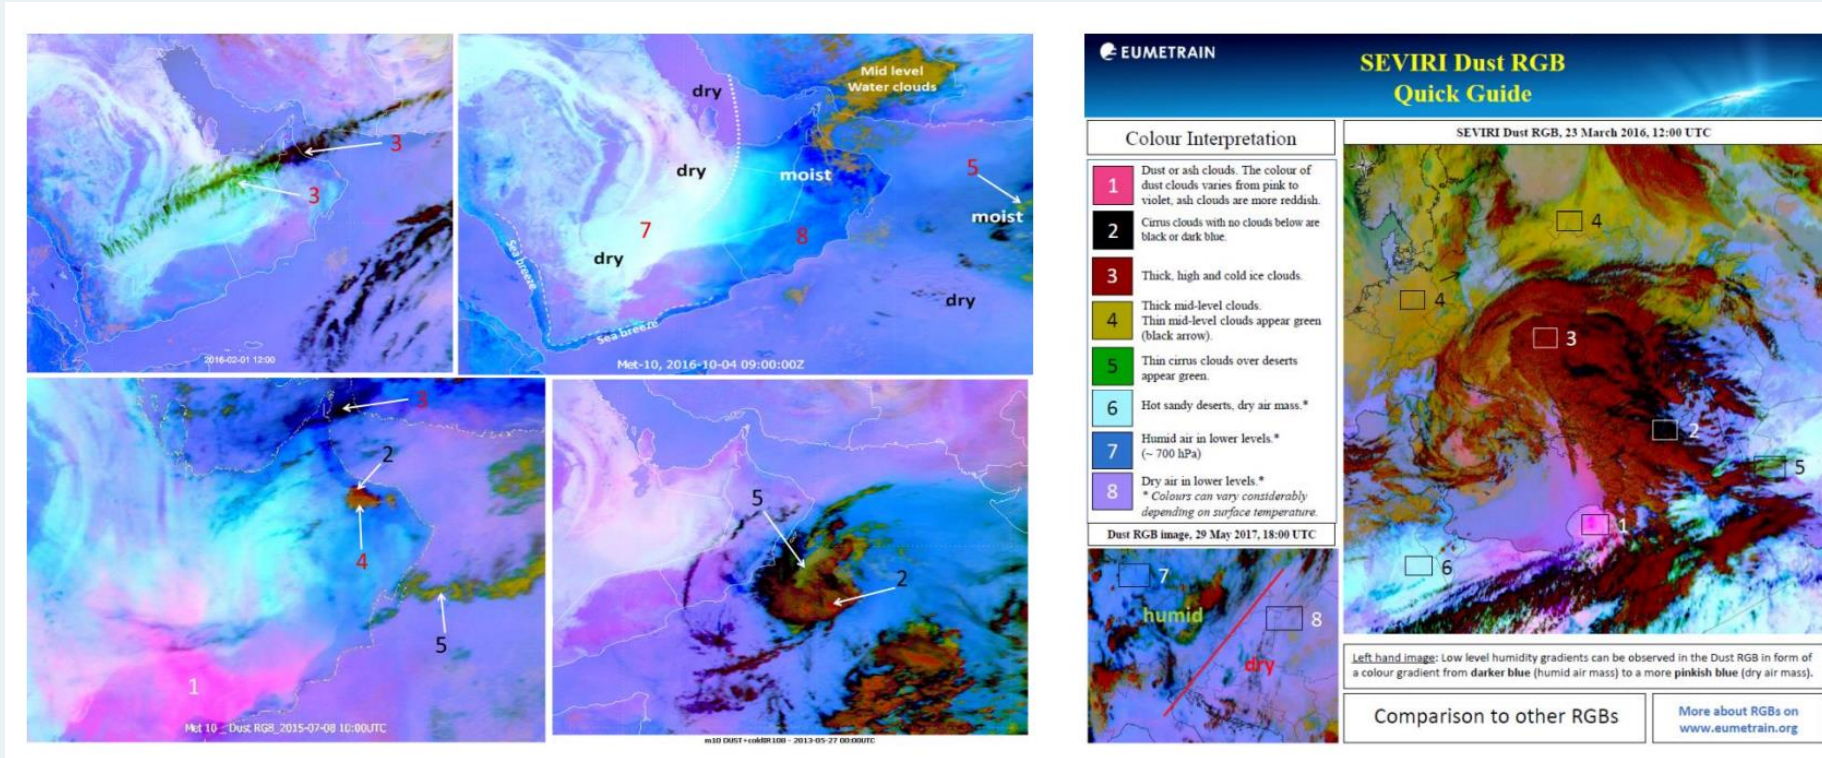 3
3
2016-02-01 12:00
Mid level
Water clouds
dry
dry
moist
5
moist
7
8
dry
dry
Sea breeze
Sea breeze
Met-10, 2016-10-04 09:00:00Z
3
2
4
5
1
Met 10 _ Dust RGB_2015-07-08 10:00UTC
5
2
m10 DUST+coldIR108 - 2013-05-27 00:00UTC
EUMETRAIN
SEVIRI Dust RGB
Quick Guide
Colour Interpretation
1 Dust or ash clouds. The colour of
dust clouds varies from pink to
violet, ash clouds are more reddish.
2 Cirrus clouds with no clouds below are
black or dark blue.
3 Thick, high and cold ice clouds.
4 Thick mid-level clouds.
Thin mid-level clouds appear green
(black arrow).
5 Thin cirrus clouds over deserts
appear green.
6 Hot sandy deserts, dry air mass.*
7 Humid air in lower levels.*
(~ 700 hPa)
8 Dry air in lower levels.*
* Colours can vary considerably
depending on surface temperature.
Dust RGB image, 29 May 2017, 18:00 UTC
7
humid
8
dry
SEVIRI Dust RGB, 23 March 2016, 12:00 UTC
4
4
3
2
5
1
6
Left hand image: Low level humidity gradients can be observed in the Dust RGB in form of
a colour gradient from darker blue (humid air mass) to a more pinkish blue (dry air mass).
Comparison to other RGBs
More about RGBs on
www.eumetrain.org